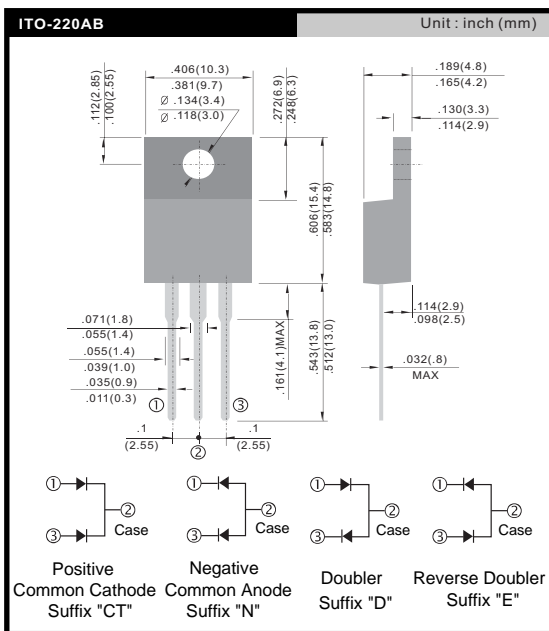 ITO-220AB
Unit : inch (mm)
.406(10.3)
.381(9.7)
Ø .134(3.4)
Ø .118(3.0)
.112(2.85)
.100(2.55)
.272(6.9)
.248(6.3)
.189(4.8)
.165(4.2)
.130(3.3)
.114(2.9)
.606(15.4)
.583(14.8)
.071(1.8)
.055(1.4)
.055(1.4)
.039(1.0)
.035(0.9)
.011(0.3)
.161(4.1)MAX
.543(13.8)
.512(13.0)
.114(2.9)
.098(2.5)
.032(.8)
MAX
① ③
.1
(2.55)
②
.1
(2.55)
① ② ③ Case
① ② ③ Case
① ② ③ Case
① ② ③ Case
Positive
Common Cathode
Suffix "CT"
Negative
Common Anode
Suffix "N"
Doubler
Suffix "D"
Reverse Doubler
Suffix "E"